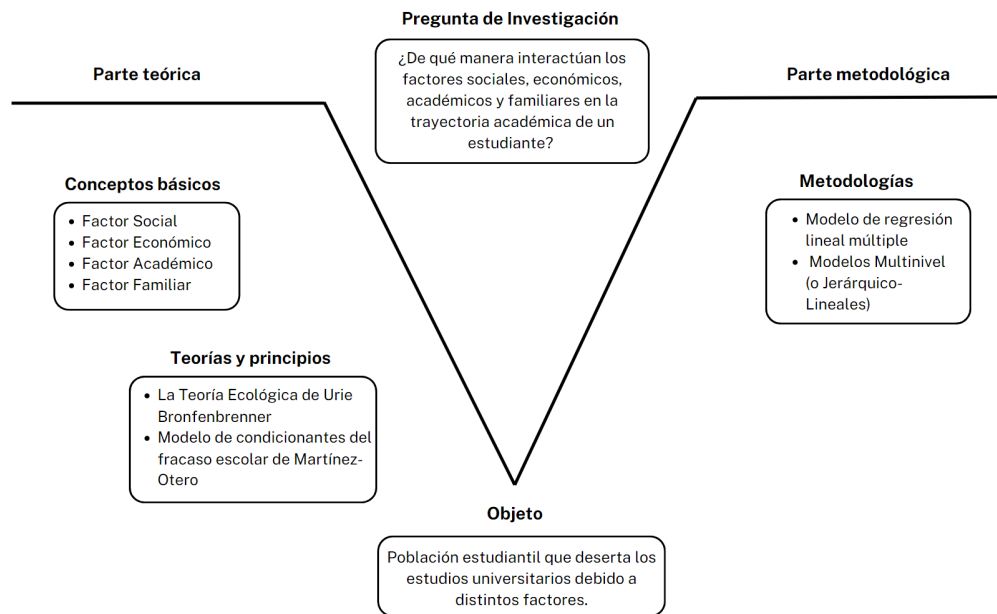 Pregunta de Investigación
¿De qué manera interactúan los
factores sociales, económicos,
académicos y familiares en la
trayectoria académica de un
estudiante?
Parte teórica
Parte metodológica
Conceptos básicos
• Factor Social
• Factor Económico
• Factor Académico
• Factor Familiar
Metodologías
• Modelo de regresión
lineal múltiple
• Modelos Multinivel
(o Jerárquico-
Lineales)
Teorías y principios
• La Teoría Ecológica de Urie
Bronfenbrenner
• Modelo de condicionantes del
fracaso escolar de Martínez-
Otero
Objeto
Población estudiantil que deserta los
estudios universitarios debido a
distintos factores.